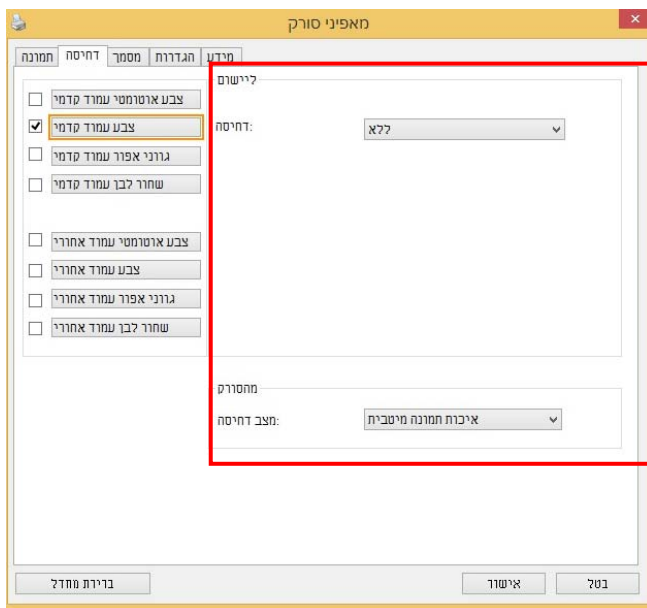 מאפיני סורק
תמונה
דחיסה
מסמך
הגדרות
מידע
צבע אוטומטי עמוד קדמי
צבע עמוד קדמי
גווני אפור עמוד קדמי
שחור לבן עמוד קדמי
צבע אוטומטי עמוד אחורי
צבע עמוד אחורי
גווני אפור עמוד אחורי
שחור לבן עמוד אחורי
ליישום
דחיסה:
ללא
מהסורק
מצב דחיסה:
איכות תמונה מיטבית
ברירת מחדל
אישור
בטל